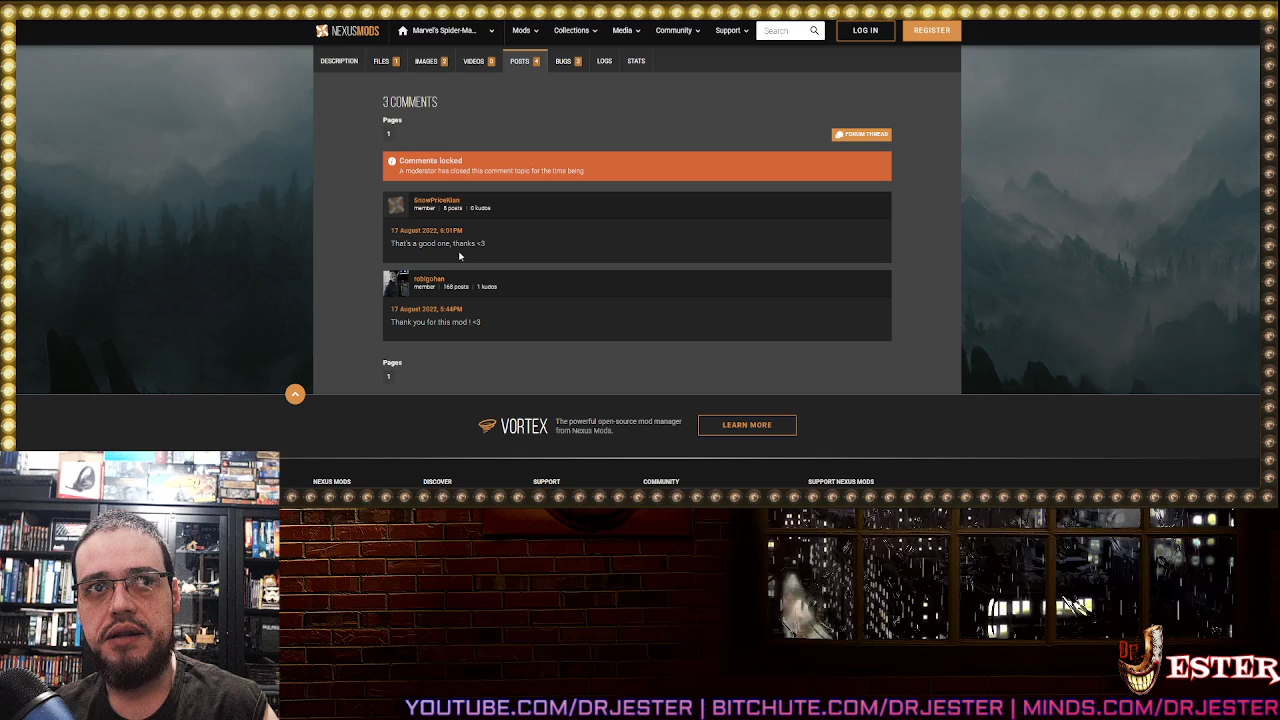 NEXUSMODS
Marvel's Spider-Ma...
Mods
Collections
Media
Community
Support
Search
LOG IN
REGISTER
DESCRIPTION
FILES 1
IMAGES 2
VIDEOS 0
POSTS 4
BUGS 3
LOGS
STATS
3 COMMENTS
Pages
1
FORUM THREAD
Comments locked
A moderator has closed this comment topic for the time being
SnowPriceKian
member | 8 posts | 0 kudos
17 August 2022, 6:01PM
That's a good one, thanks <3
robigohan
member | 168 posts | 1 kudos
17 August 2022, 5:44PM
Thank you for this mod ! <3
Pages
1
VORTEX
The powerful open-source mod manager
from Nexus Mods.
LEARN MORE
NEXUS MODS
DISCOVER
SUPPORT
COMMUNITY
SUPPORT NEXUS MODS
Dr
JESTER
YOUTUBE.COM/DRJESTER | BITCHUTE.COM/DRJESTER | MINDS.COM/DRJESTER